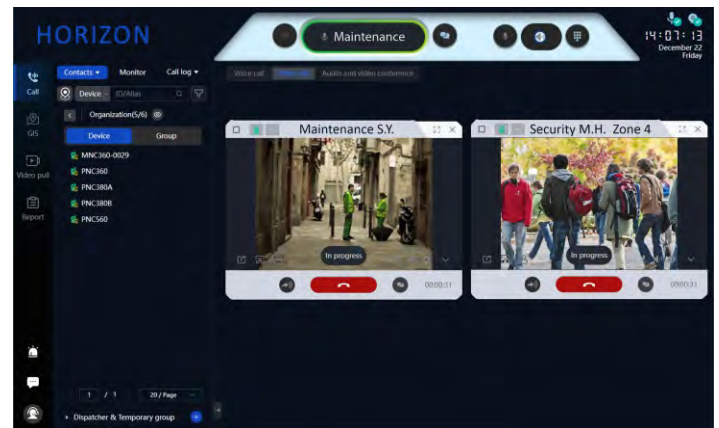 HORIZON
Maintenance
14:07:13
December 22
Friday
Call
GIS
Video pull
Report
Contacts
Monitor
Call log
Device
ID/Alias
Organization(5/6)
Device
Group
MNC360-0029
PNC360
PNC380A
PNC380B
PNC560
1 / 1
20 / Page
Dispatcher & Temporary group
Voice call
Video call
Audio and video conference
Maintenance S.Y.
In progress
00:00:31
Security M.H. Zone 4
In progress
00:00:31